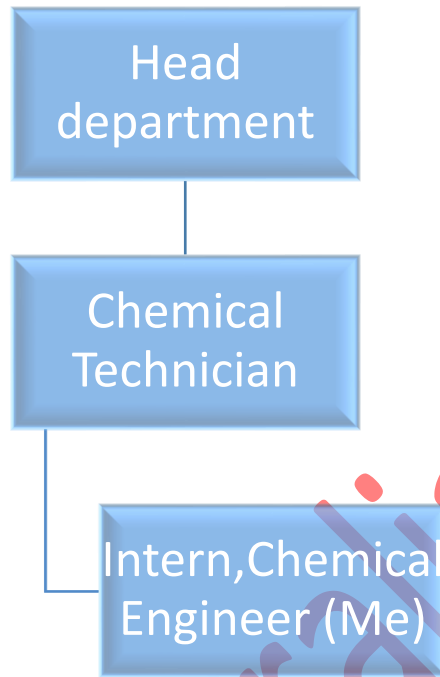 Head
department
Chemical
Technician
Intern,Chemical
Engineer (Me)